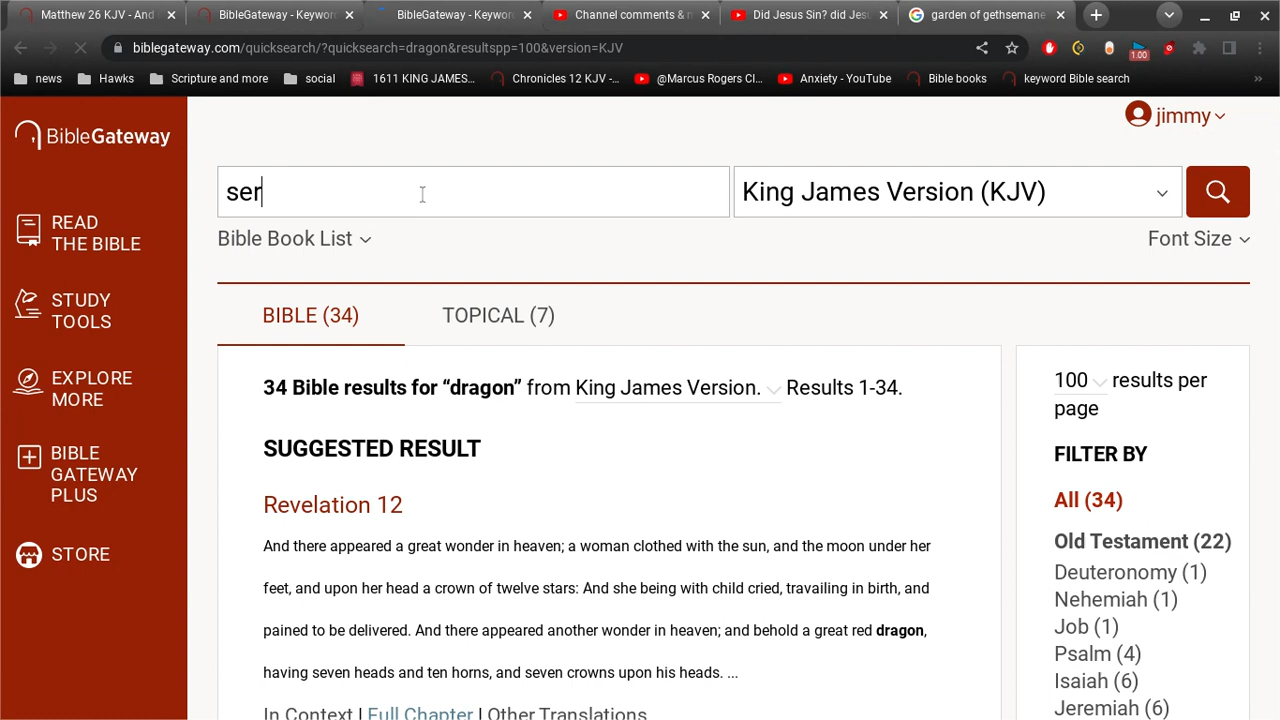 Matthew 26 KJV - And
BibleGateway - Keyword
BibleGateway - Keyword
Channel comments & n
Did Jesus Sin? did Jesu
garden of gethsemane
biblegateway.com/quicksearch/?quicksearch=dragon&resultspp=100&version=KJV
1.00
news
Hawks
Scripture and more
social
1611 KING JAMES...
Chronicles 12 KJV -...
@Marcus Rogers Cl...
Anxiety - YouTube
Bible books
keyword Bible search
»
BibleGateway
jimmy
ser
King James Version (KJV)
Bible Book List
Font Size
READ
THE BIBLE
STUDY
TOOLS
EXPLORE
MORE
BIBLE
GATEWAY
PLUS
STORE
BIBLE (34)
TOPICAL (7)
34 Bible results for “dragon” from King James Version. Results 1-34.
SUGGESTED RESULT
Revelation 12
And there appeared a great wonder in heaven; a woman clothed with the sun, and the moon under her
feet, and upon her head a crown of twelve stars: And she being with child cried, travailing in birth, and
pained to be delivered. And there appeared another wonder in heaven; and behold a great red dragon,
having seven heads and ten horns, and seven crowns upon his heads. ...
In Context | Full Chapter | Other Translations
100 results per
page
FILTER BY
All (34)
Old Testament (22)
Deuteronomy (1)
Nehemiah (1)
Job (1)
Psalm (4)
Isaiah (6)
Jeremiah (6)